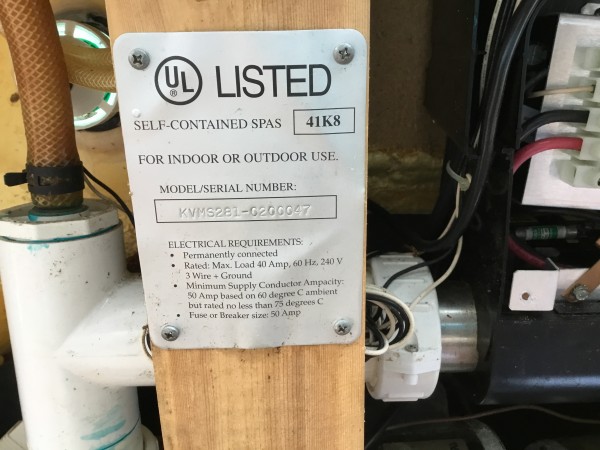 UL ® LISTED
SELF-CONTAINED SPAS 41K8
FOR INDOOR OR OUTDOOR USE.
MODEL/SERIAL NUMBER:
KVMS281-0200047
ELECTRICAL REQUIREMENTS:
• Permanently connected
• Rated: Max. Load 40 Amp, 60 Hz, 240 V
3 Wire + Ground
• Minimum Supply Conductor Ampacity:
50 Amp based on 60 degree C ambient
but rated no less than 75 degrees C
• Fuse or Breaker size: 50 Amp